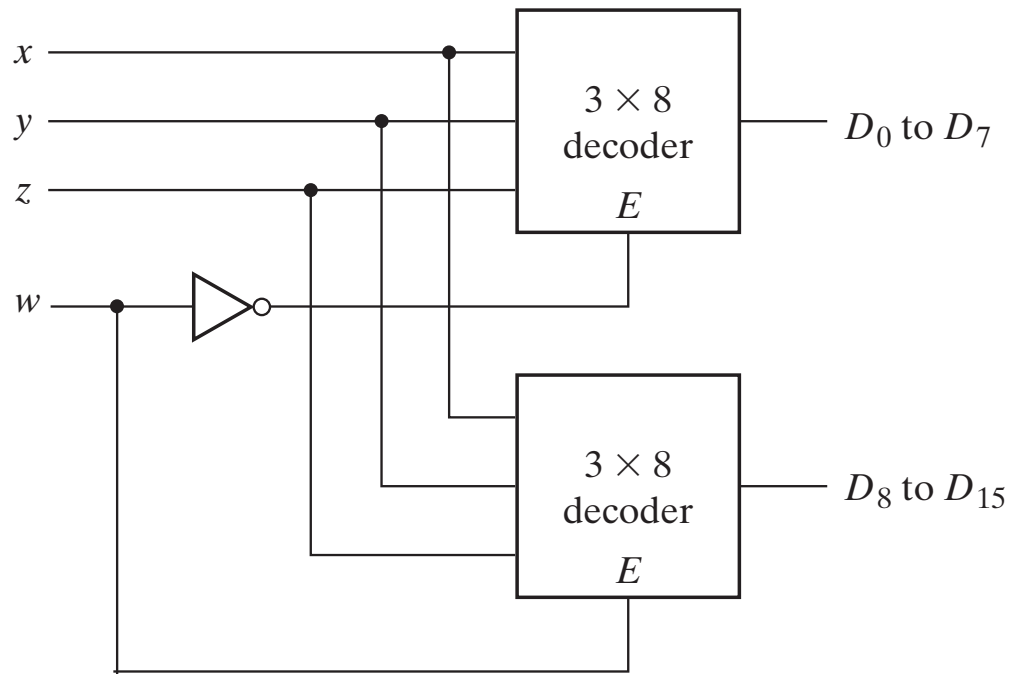 x
y
z
w
3 × 8
decoder
E
D0 to D7
3 × 8
decoder
E
D8 to D15